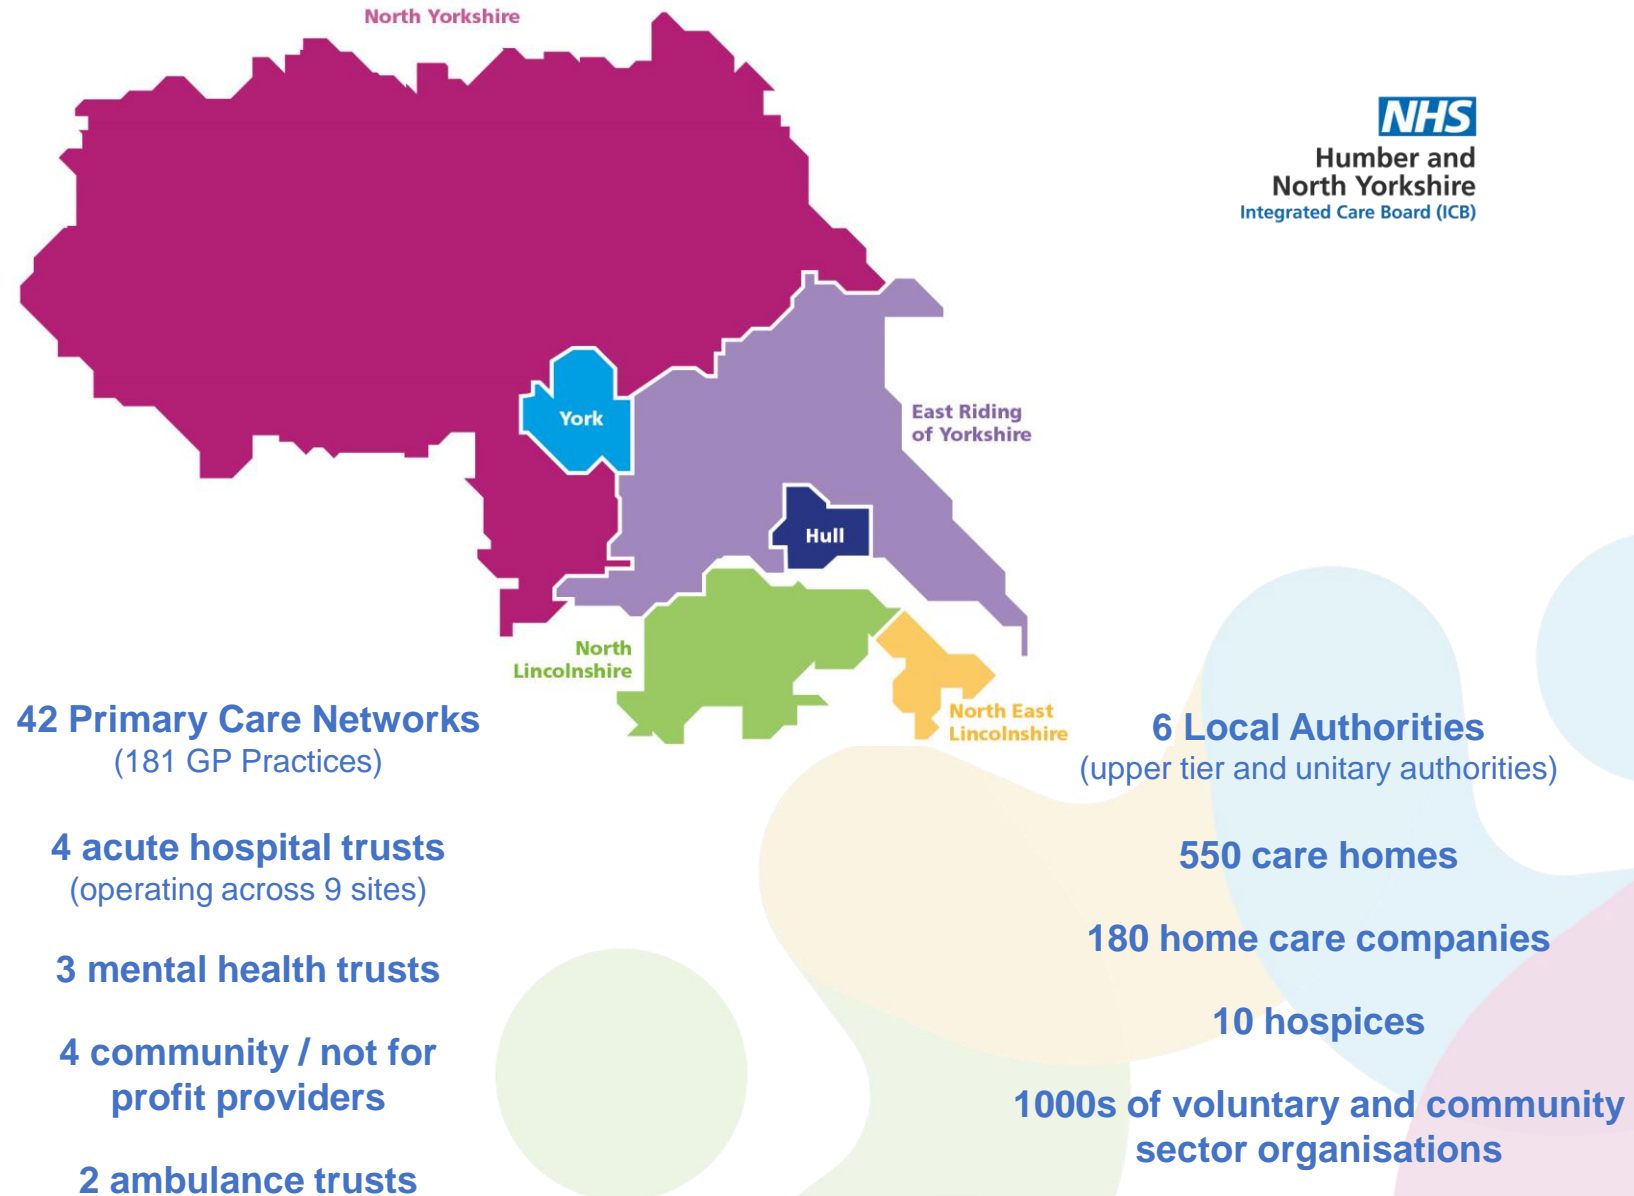 North Yorkshire
NHS
Humber and
North Yorkshire
Integrated Care Board (ICB)
York
East Riding
of Yorkshire
Hull
North
Lincolnshire
North East
Lincolnshire
42 Primary Care Networks
(181 GP Practices)
4 acute hospital trusts
(operating across 9 sites)
3 mental health trusts
4 community / not for
profit providers
2 ambulance trusts
6 Local Authorities
(upper tier and unitary authorities)
550 care homes
180 home care companies
10 hospices
1000s of voluntary and community
sector organisations